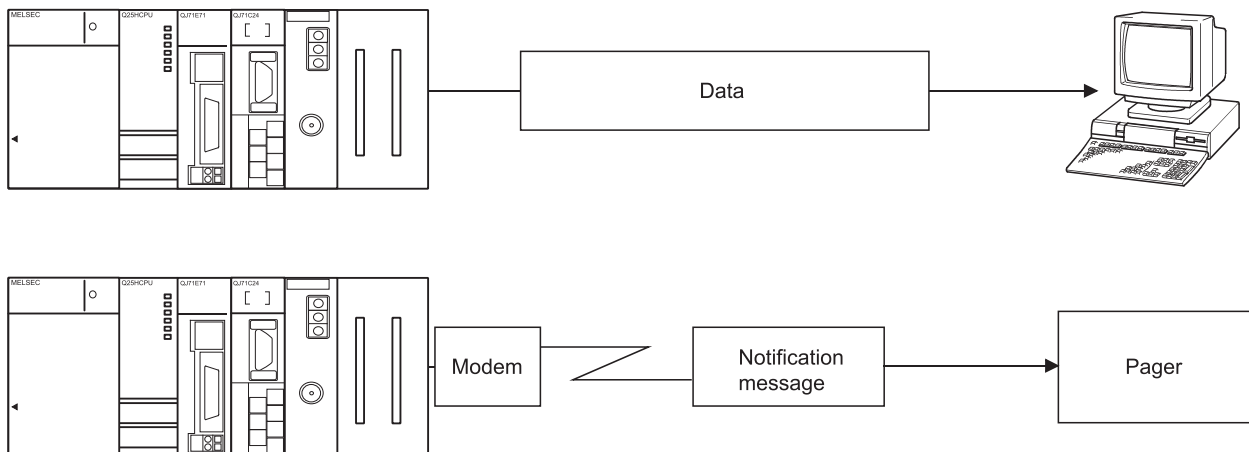 MELSEC Q25HCPU QJ71E71 QJ71C24
Data
MELSEC Q25HCPU QJ71E71 QJ71C24
Modem
Notification
message
Pager